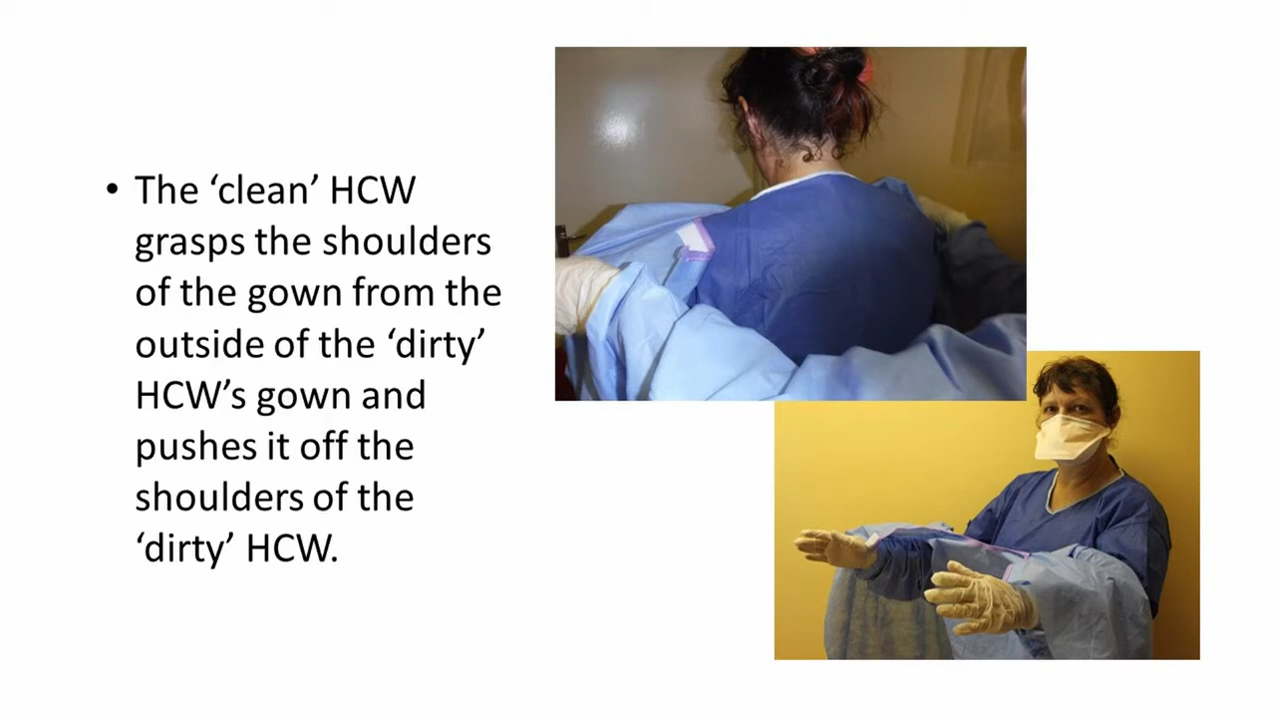 • The ‘clean’ HCW
grasps the shoulders
of the gown from the
outside of the ‘dirty’
HCW’s gown and
pushes it off the
shoulders of the
‘dirty’ HCW.